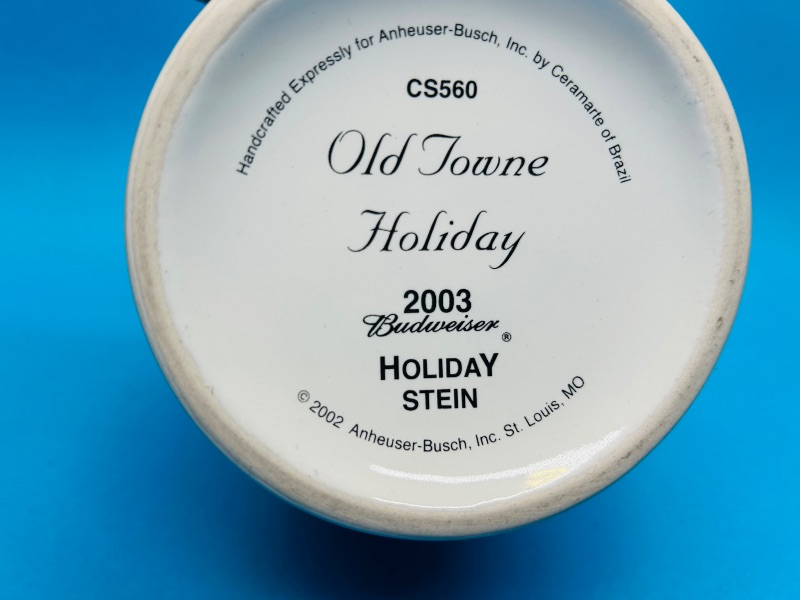 Handcrafted Expressly for Anheuser-Busch, Inc. by Ceramarte of Brazil
CS560
Old Towne
Holiday
2003
Budweiser®
HOLIDAY
STEIN
© 2002 Anheuser-Busch, Inc. St. Louis, MO